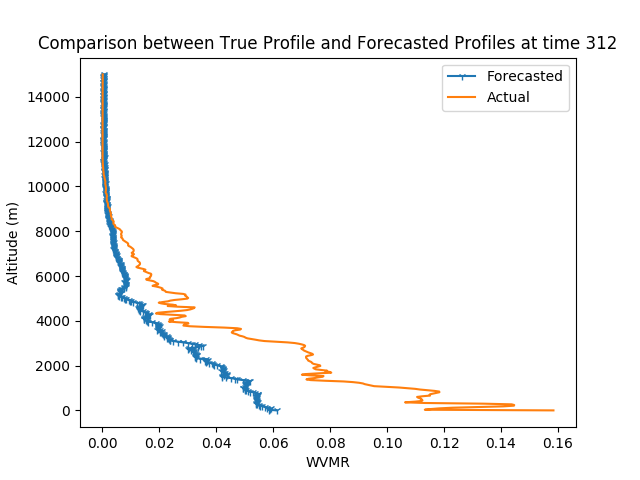 Comparison between True Profile and Forecasted Profiles at time 312
Forecasted
Actual
14000
12000
10000
8000
6000
4000
2000
0
Altitude (m)
0.00 0.02 0.04 0.06 0.08 0.10 0.12 0.14 0.16
WVMR